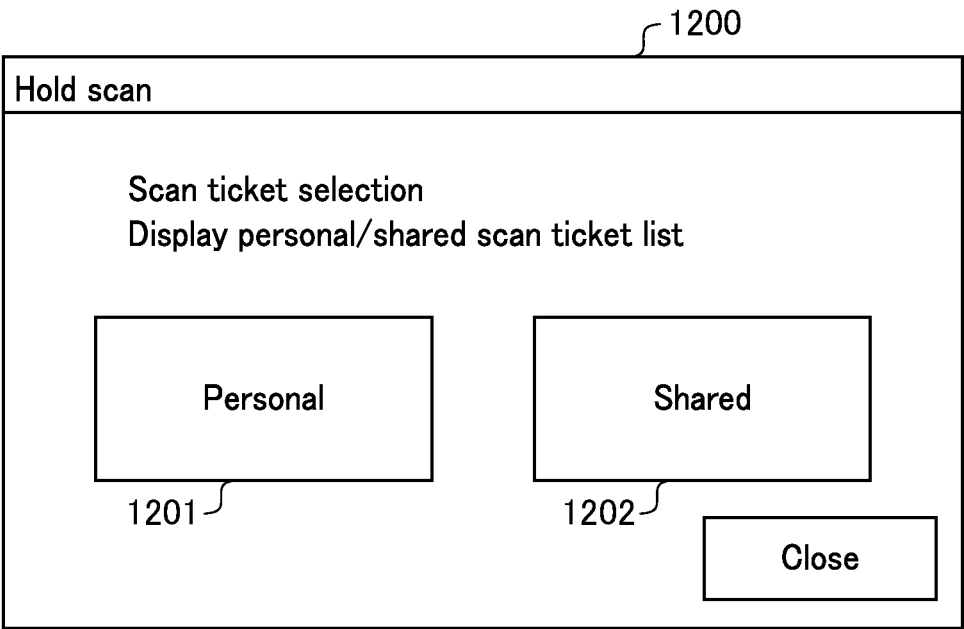 1200
Hold scan
Scan ticket selection
Display personal/shared scan ticket list
Personal
Shared
1201
1202
Close